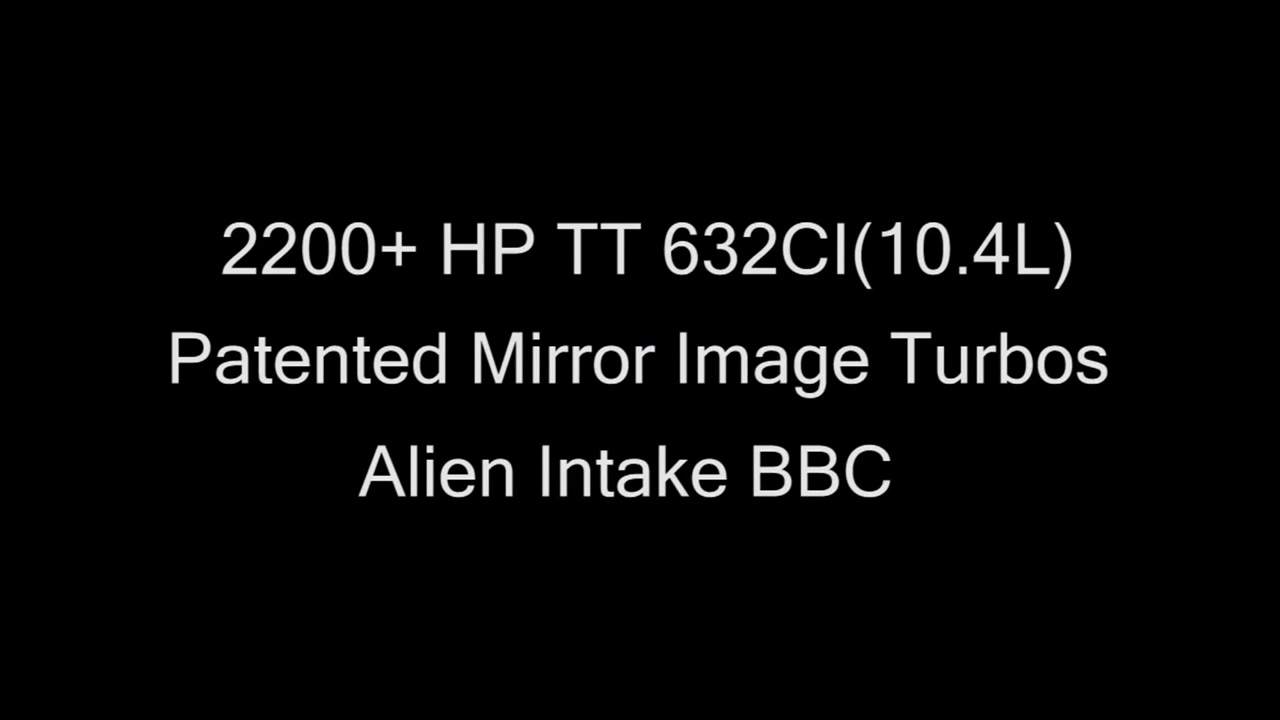 2200+ HP TT 632CI(10.4L)
Patented Mirror Image Turbos
Alien Intake BBC